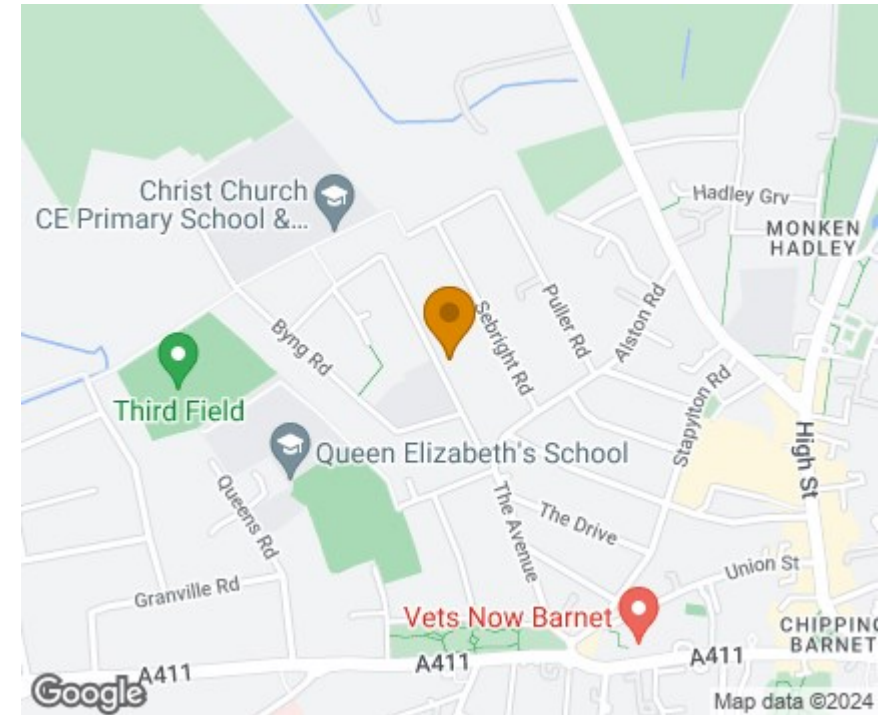 Christ Church
CE Primary School &...
Hadley Grv
MONKEN
HADLEY
Puller Rd
Sebright Rd
Alston Rd
Byng Rd
Third Field
Stapylton Rd
High St
Queen Elizabeth's School
Queens Rd
The Avenue
The Drive
Union St
Granville Rd
Vets Now Barnet
CHIPPING
BARNET
A411
A411
A411
Google
Map data ©2024